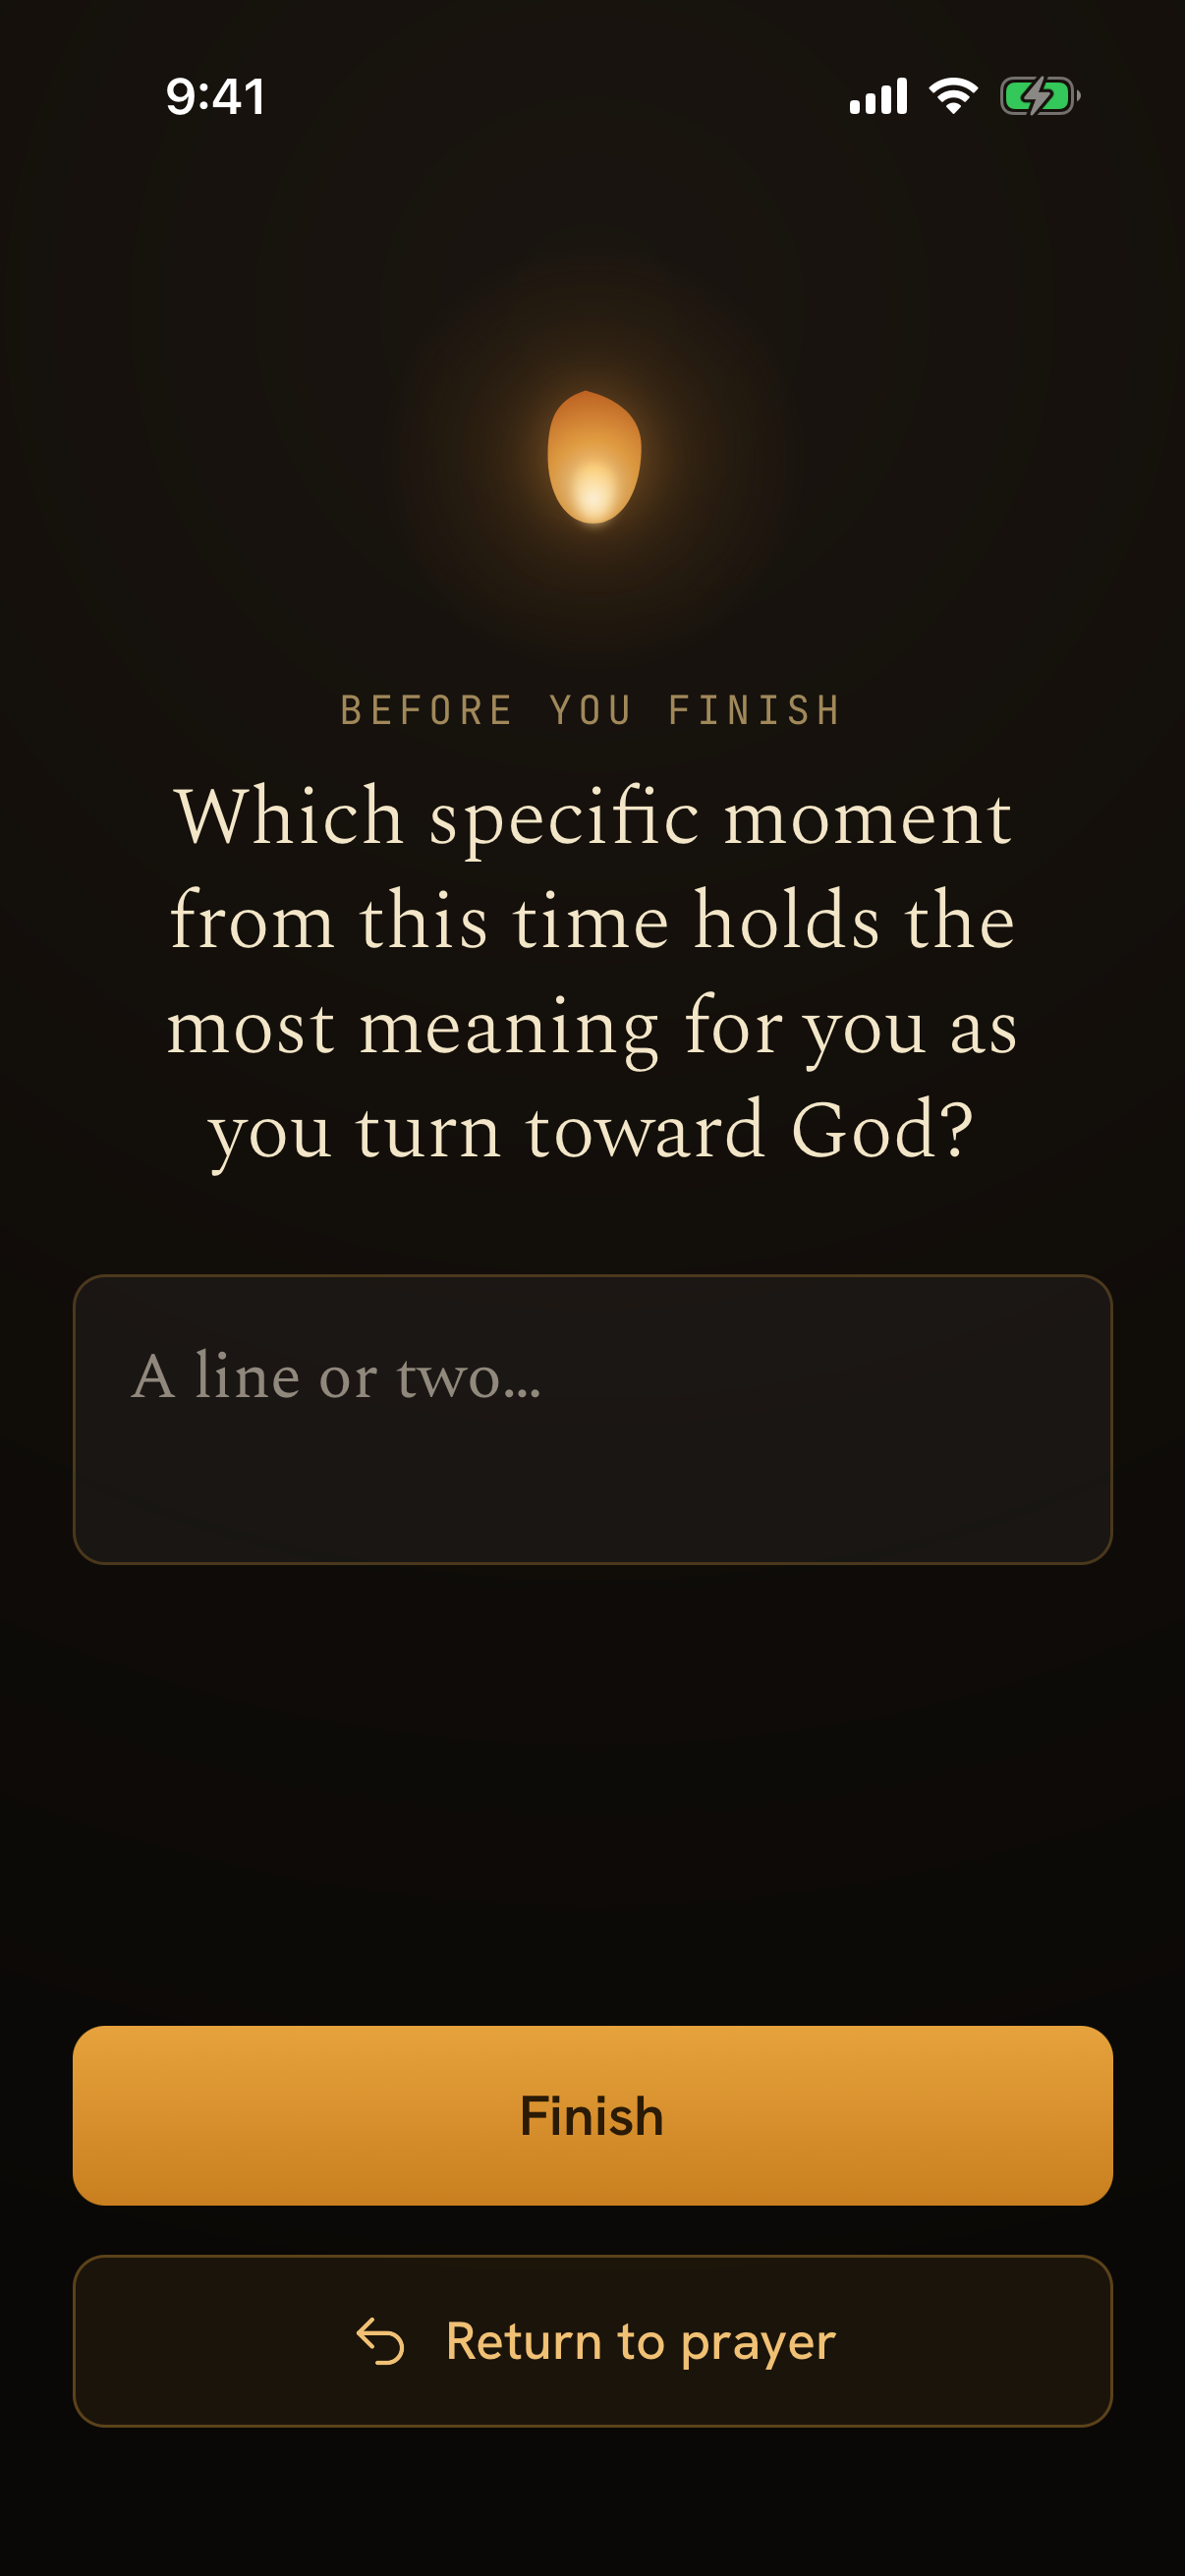 9:41
BEFORE YOU FINISH
Which specific moment
from this time holds the
most meaning for you as
you turn toward God?
A line or two…
Finish
Return to prayer